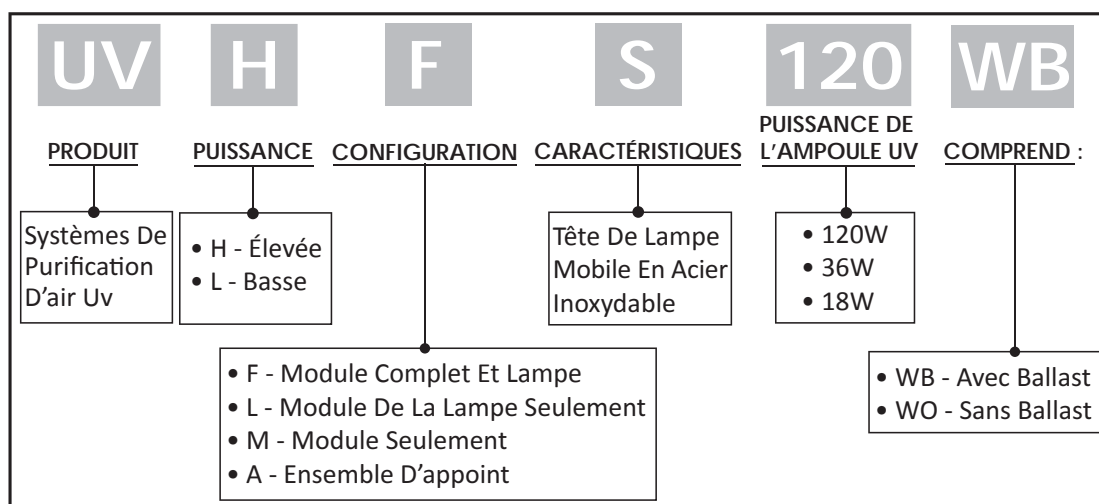 UV H F S 120 WB
PRODUIT
PUISSANCE
CONFIGURATION
CARACTÉRISTIQUES
PUISSANCE DE
L'AMPOULE UV
COMPREND :
Systèmes De
Purification
D'air Uv
• H - Élevée
• L - Basse
• F - Module Complet Et Lampe
• L - Module De La Lampe Seulement
• M - Module Seulement
• A - Ensemble D'appoint
Tête De Lampe
Mobile En Acier
Inoxydable
• 120W
• 36W
• 18W
• WB - Avec Ballast
• WO - Sans Ballast